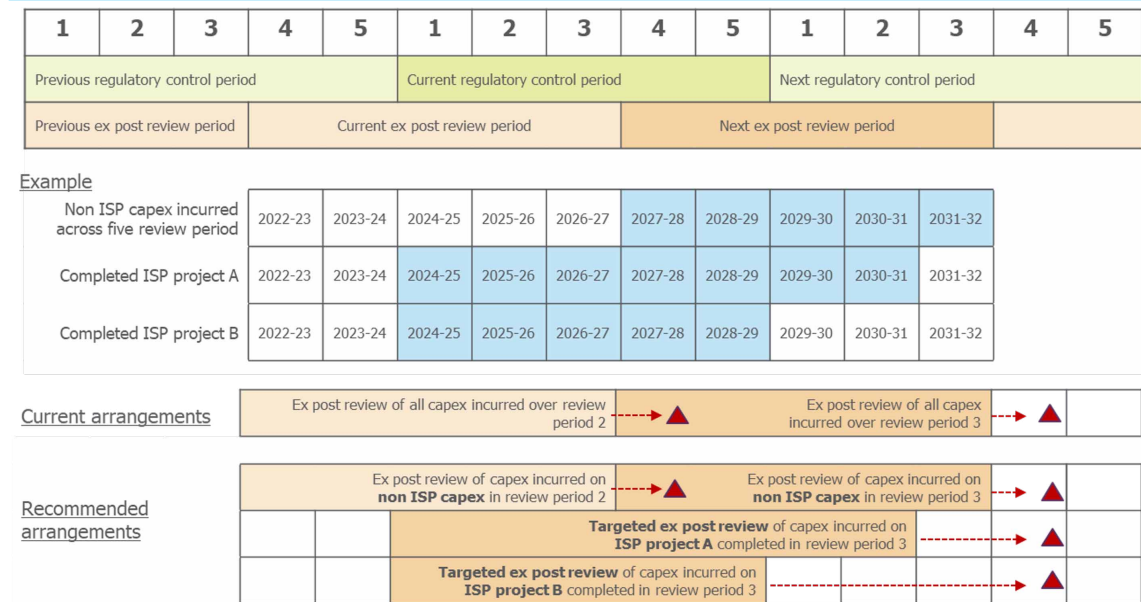 1 2 3 4 5 1 2 3 4 5 1 2 3 4 5
Previous regulatory control period Current regulatory control period Next regulatory control period
Previous ex post review period Current ex post review period Next ex post review period
Example
Non ISP capex incurred
across five review period
2022-23 2023-24 2024-25 2025-26 2026-27 2027-28 2028-29 2029-30 2030-31 2031-32
Completed ISP project A 2022-23 2023-24 2024-25 2025-26 2026-27 2027-28 2028-29 2029-30 2030-31 2031-32
Completed ISP project B 2022-23 2023-24 2024-25 2025-26 2026-27 2027-28 2028-29 2029-30 2030-31 2031-32
Current arrangements
Ex post review of all capex incurred over review
period 2
Ex post review of all capex
incurred over review period 3
Recommended
arrangements
Ex post review of capex incurred on
non ISP capex in review period 2
Ex post review of capex incurred on
non ISP capex in review period 3
Targeted ex post review of capex incurred on
ISP project A completed in review period 3
Targeted ex post review of capex incurred on
ISP project B completed in review period 3